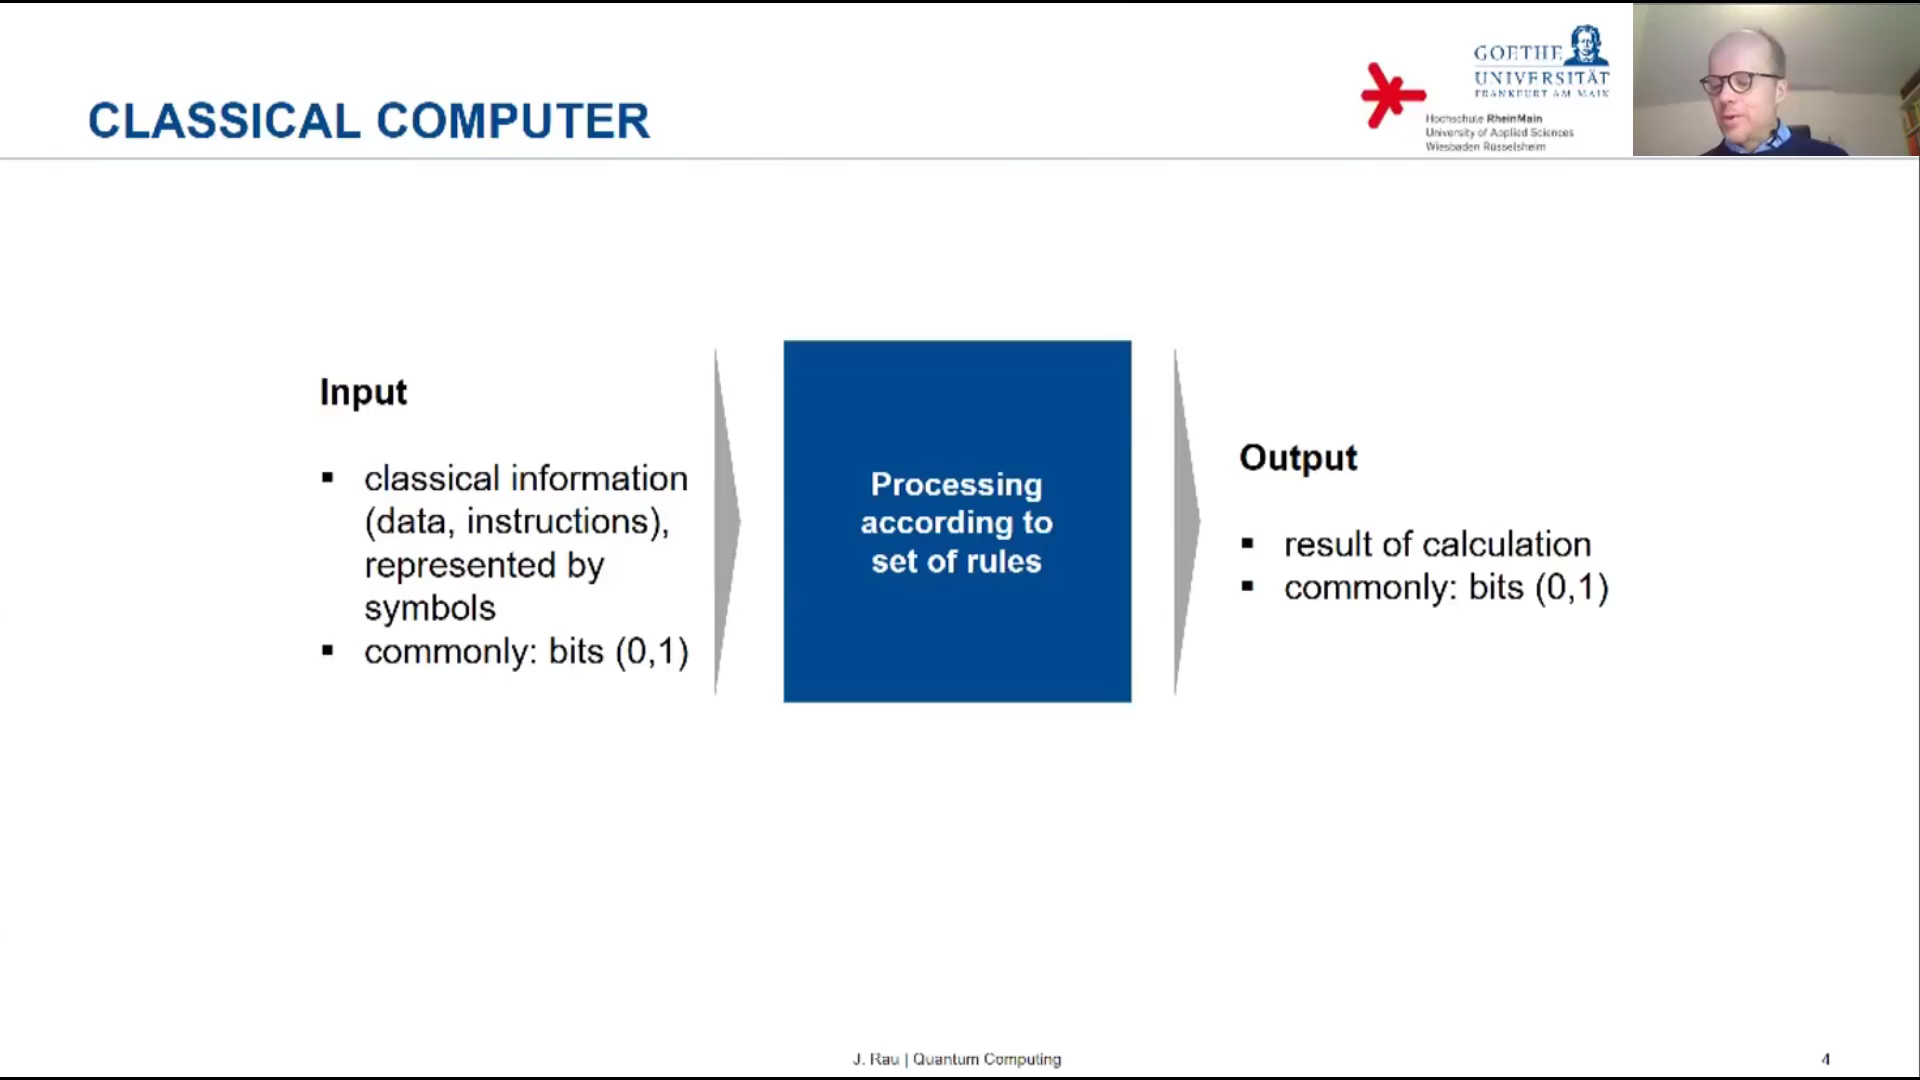 CLASSICAL COMPUTER
GOETHE
UNIVERSITÄT
FRANKFURT AM MAIN
Hochschule RheinMain
University of Applied Sciences
Wiesbaden Rüsselsheim
Input
▪ classical information
(data, instructions),
represented by
symbols
▪ commonly: bits (0,1)
Processing
according to
set of rules
Output
▪ result of calculation
▪ commonly: bits (0,1)
J. Rau | Quantum Computing
4